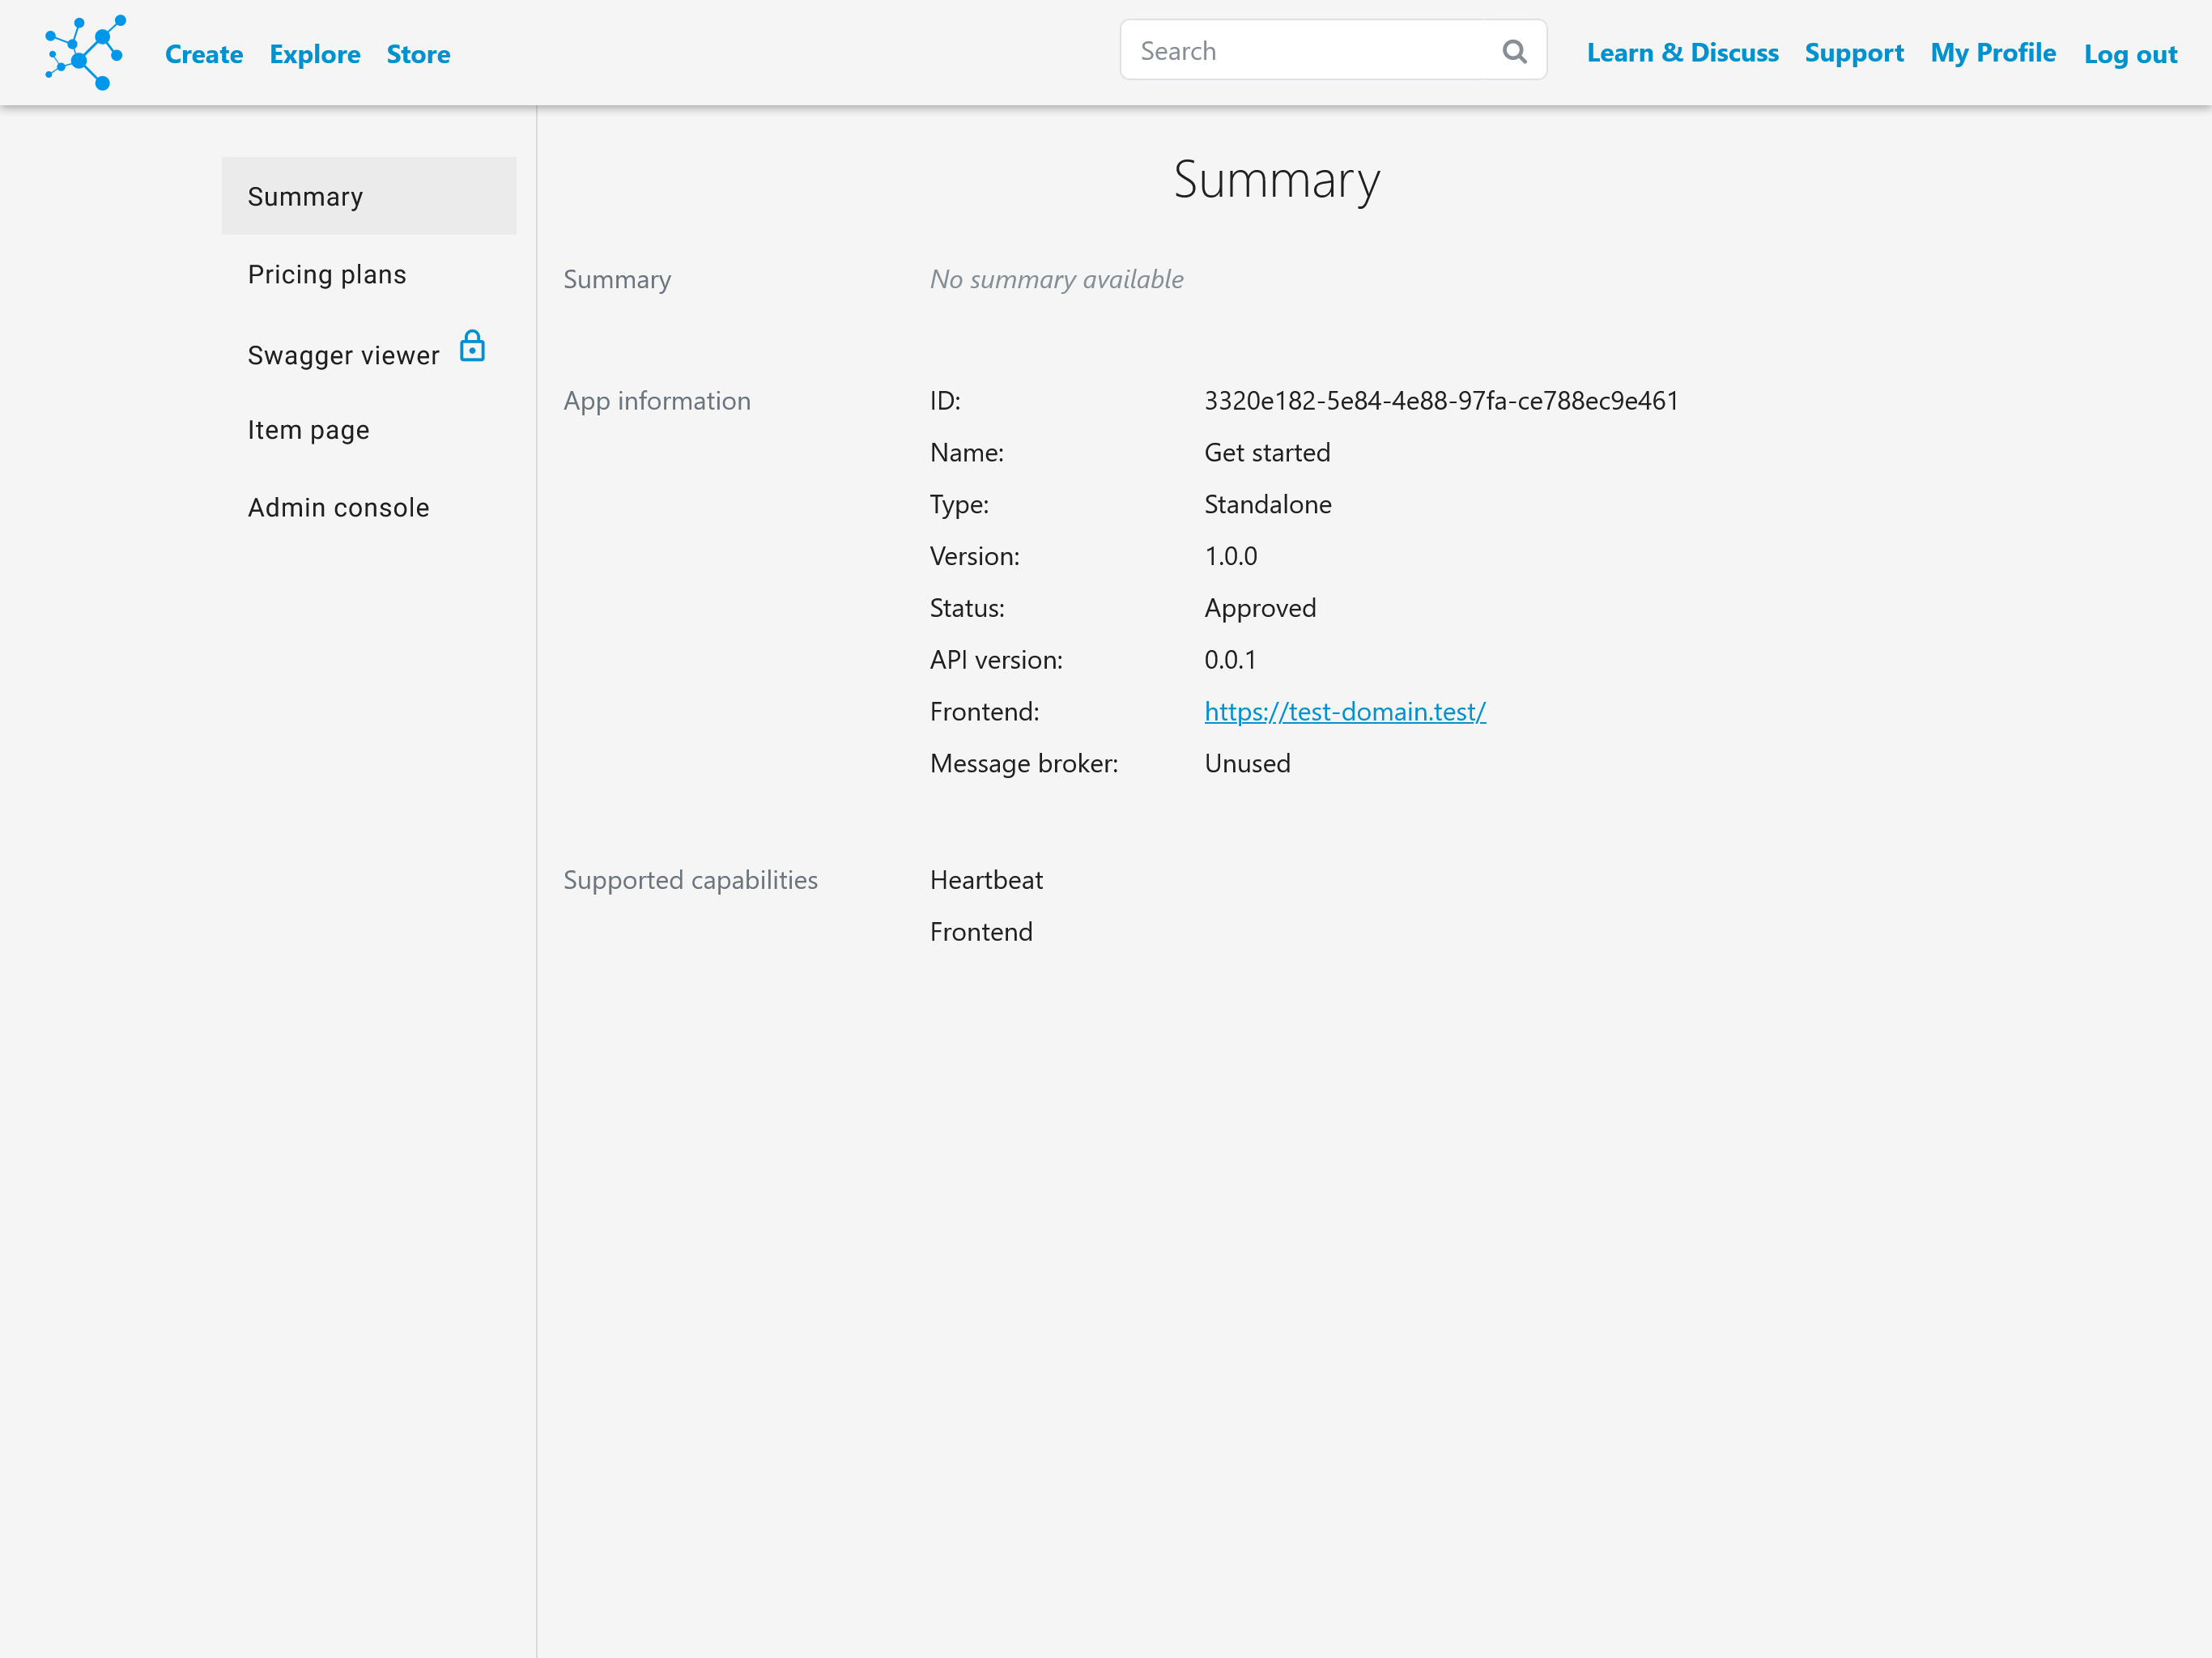 Create Explore Store Search Learn & Discuss Support My Profile Log out
Summary
Pricing plans
Swagger viewer
Item page
Admin console
Summary
Summary No summary available
App information ID: 3320e182-5e84-4e88-97fa-ce788ec9e461
Name: Get started
Type: Standalone
Version: 1.0.0
Status: Approved
API version: 0.0.1
Frontend: https://test-domain.test/
Message broker: Unused
Supported capabilities Heartbeat
Frontend